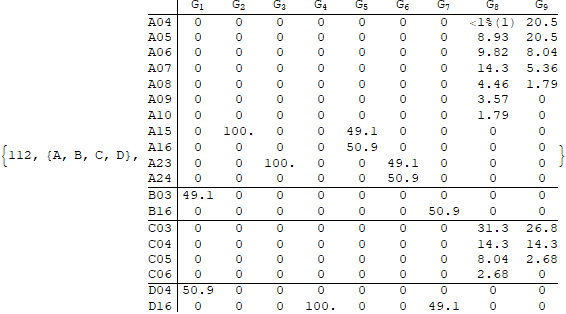 G1 G2 G3 G4 G5 G6 G7 G8 G9
A04 0 0 0 0 0 0 0 <1%(1) 20.5
A05 0 0 0 0 0 0 0 8.93 20.5
A06 0 0 0 0 0 0 0 9.82 8.04
A07 0 0 0 0 0 0 0 14.3 5.36
A08 0 0 0 0 0 0 0 4.46 1.79
A09 0 0 0 0 0 0 0 3.57 0
A10 0 0 0 0 0 0 0 1.79 0
A15 0 100. 0 0 49.1 0 0 0 0
A16 0 0 0 0 50.9 0 0 0 0
{112, {A, B, C, D}, A23 0 0 100. 0 0 49.1 0 0 0 }
A24 0 0 0 0 0 50.9 0 0 0
B03 49.1 0 0 0 0 0 0 0 0
B16 0 0 0 0 0 0 50.9 0 0
C03 0 0 0 0 0 0 0 31.3 26.8
C04 0 0 0 0 0 0 0 14.3 14.3
C05 0 0 0 0 0 0 0 8.04 2.68
C06 0 0 0 0 0 0 0 2.68 0
D04 50.9 0 0 0 0 0 0 0 0
D16 0 0 0 100. 0 0 49.1 0 0